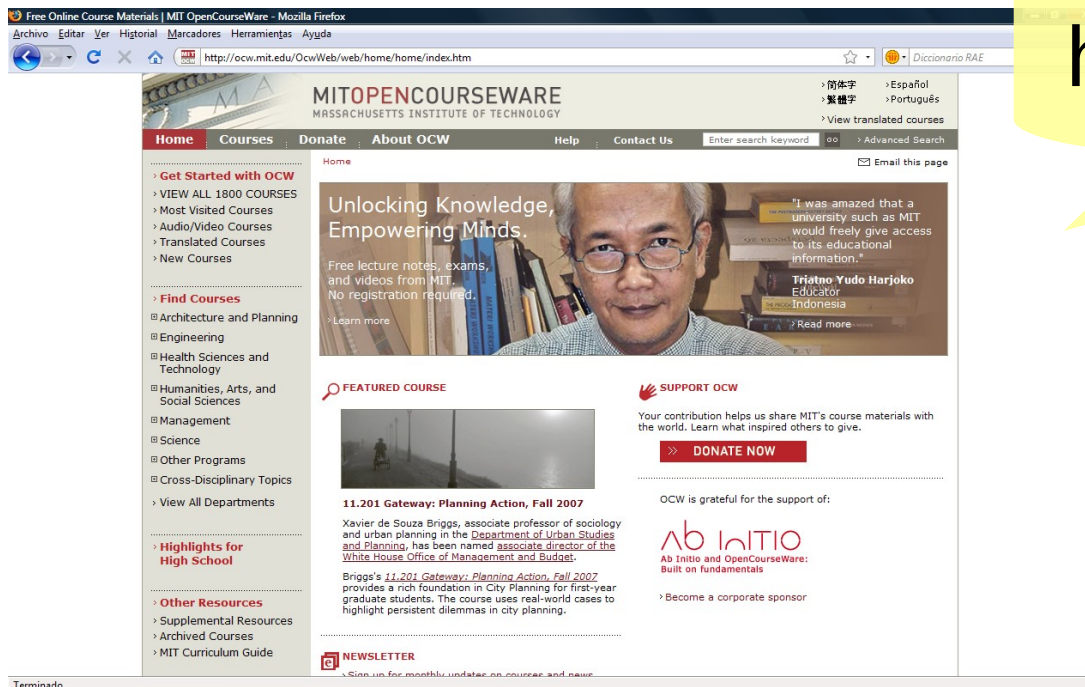 Free Online Course Materials | MIT OpenCourseWare - Mozilla Firefox
Archivo Editar Ver Historial Marcadores Herramientas Ayuda
http://ocw.mit.edu/OcwWeb/web/home/home/index.htm
Diccionario RAE
MITOPENCOURSEWARE
MASSACHUSETTS INSTITUTE OF TECHNOLOGY
› 简体字 › Español
› 繁體字 › Português
› View translated courses
Home Courses Donate About OCW Help Contact Us Enter search keyword GO › Advanced Search
Home
Email this page
› Get Started with OCW
› VIEW ALL 1800 COURSES
› Most Visited Courses
› Audio/Video Courses
› Translated Courses
› New Courses
› Find Courses
Architecture and Planning
Engineering
Health Sciences and
Technology
Humanities, Arts, and
Social Sciences
Management
Science
Other Programs
Cross-Disciplinary Topics
› View All Departments
› Highlights for
High School
› Other Resources
› Supplemental Resources
› Archived Courses
› MIT Curriculum Guide
Unlocking Knowledge,
Empowering Minds.
Free lecture notes, exams,
and videos from MIT.
No registration required.
› Learn more
"I was amazed that a
university such as MIT
would freely give access
to its educational
information."
Triatno Yudo Harjoko
Educator
Indonesia
› Read more
FEATURED COURSE
11.201 Gateway: Planning Action, Fall 2007
Xavier de Souza Briggs, associate professor of sociology
and urban planning in the Department of Urban Studies
and Planning, has been named associate director of the
White House Office of Management and Budget.
Briggs's 11.201 Gateway: Planning Action, Fall 2007
provides a rich foundation in City Planning for first-year
graduate students. The course uses real-world cases to
highlight persistent dilemmas in city planning.
NEWSLETTER
› Sign up for monthly updates on courses and news
SUPPORT OCW
Your contribution helps us share MIT's course materials with
the world. Learn what inspired others to give.
» DONATE NOW
OCW is grateful for the support of:
Ab InITIO
Ab Initio and OpenCourseWare:
Built on fundamentals
› Become a corporate sponsor
Terminado